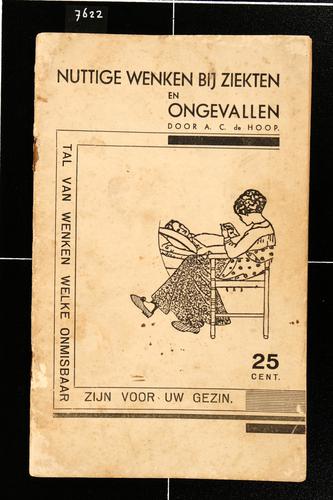 7622
NUTTIGE WENKEN BIJ ZIEKTEN
EN
ONGEVALLEN
DOOR A. C. de HOOP.
TAL VAN WENKEN WELKE ONMISBAAR
ZIJN VOOR UW GEZIN.
25
CENT.